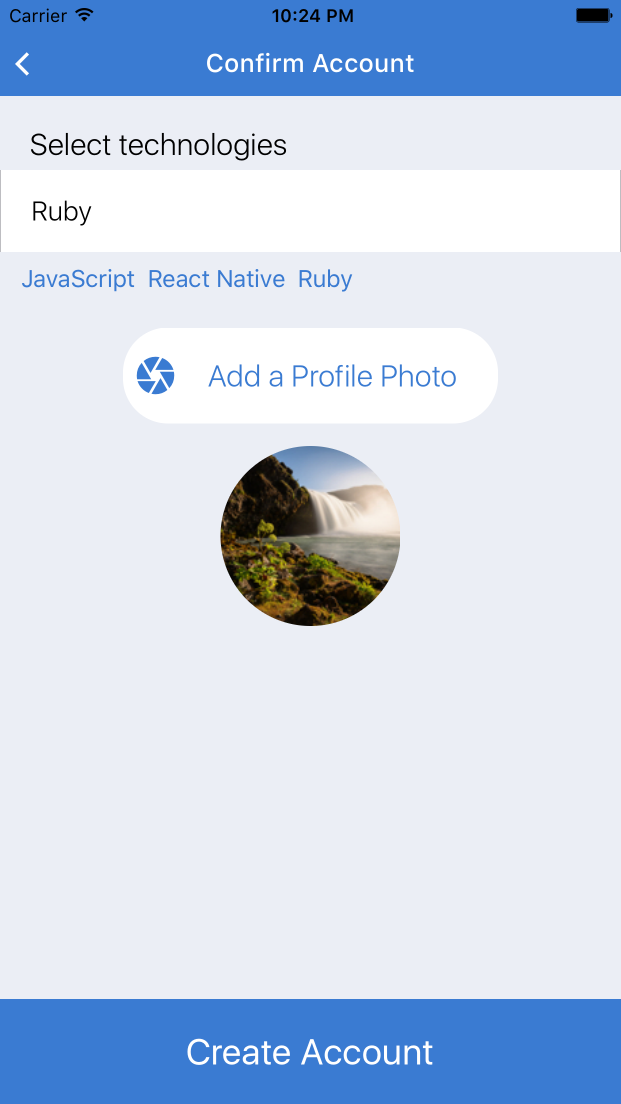 Carrier 10:24 PM
Confirm Account
Select technologies
Ruby
JavaScript React Native Ruby
Add a Profile Photo
Create Account